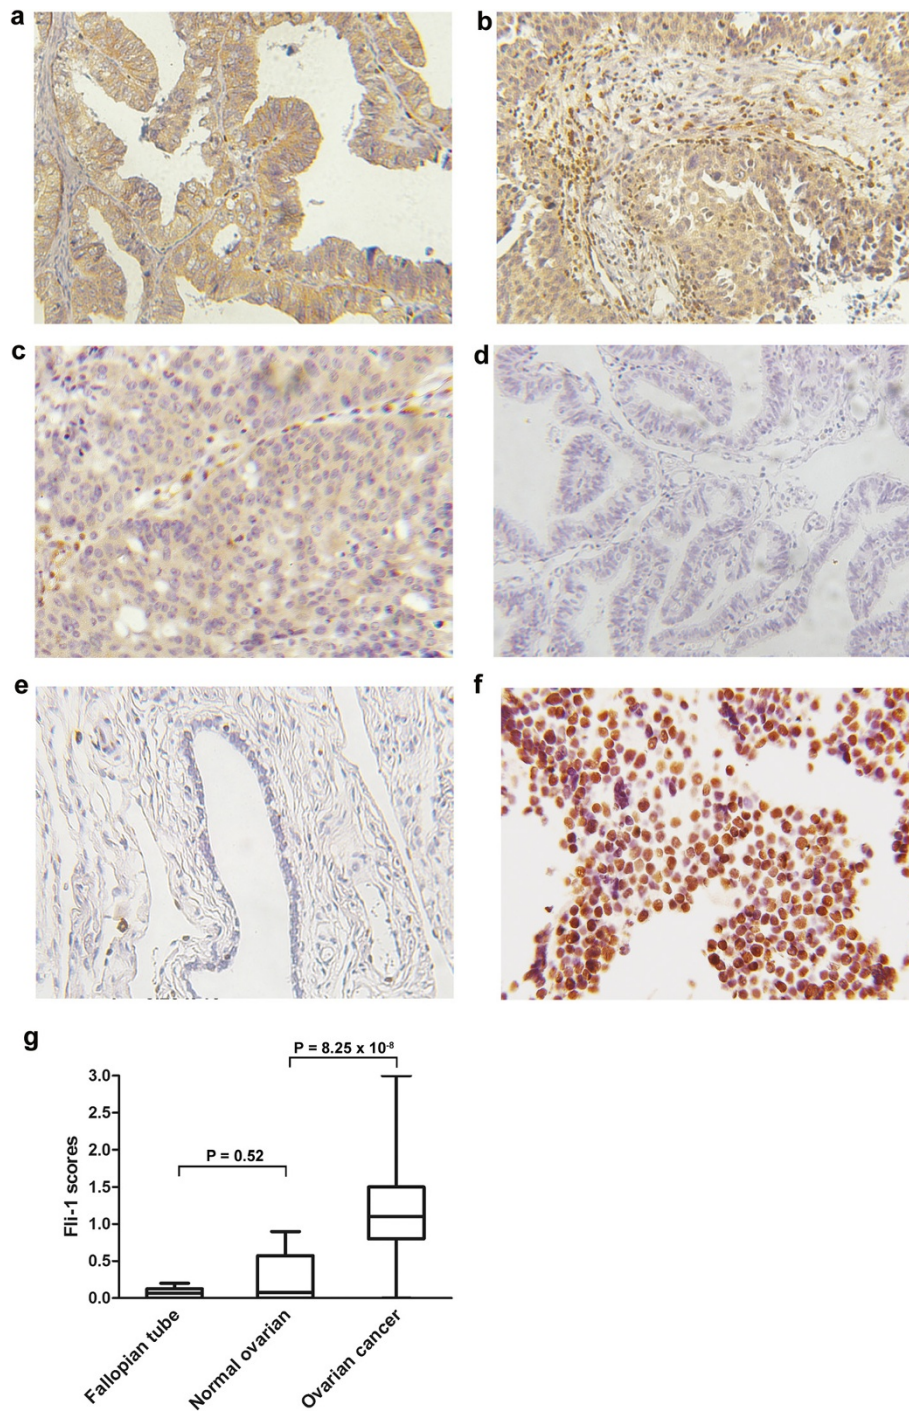 a
b
c
d
e
f
g
P = 8.25 x 10-8
P = 0.52
Fli-1 scores
3.0
2.5
2.0
1.5
1.0
0.5
0.0
Fallopian tube
Normal ovarian
Ovarian cancer